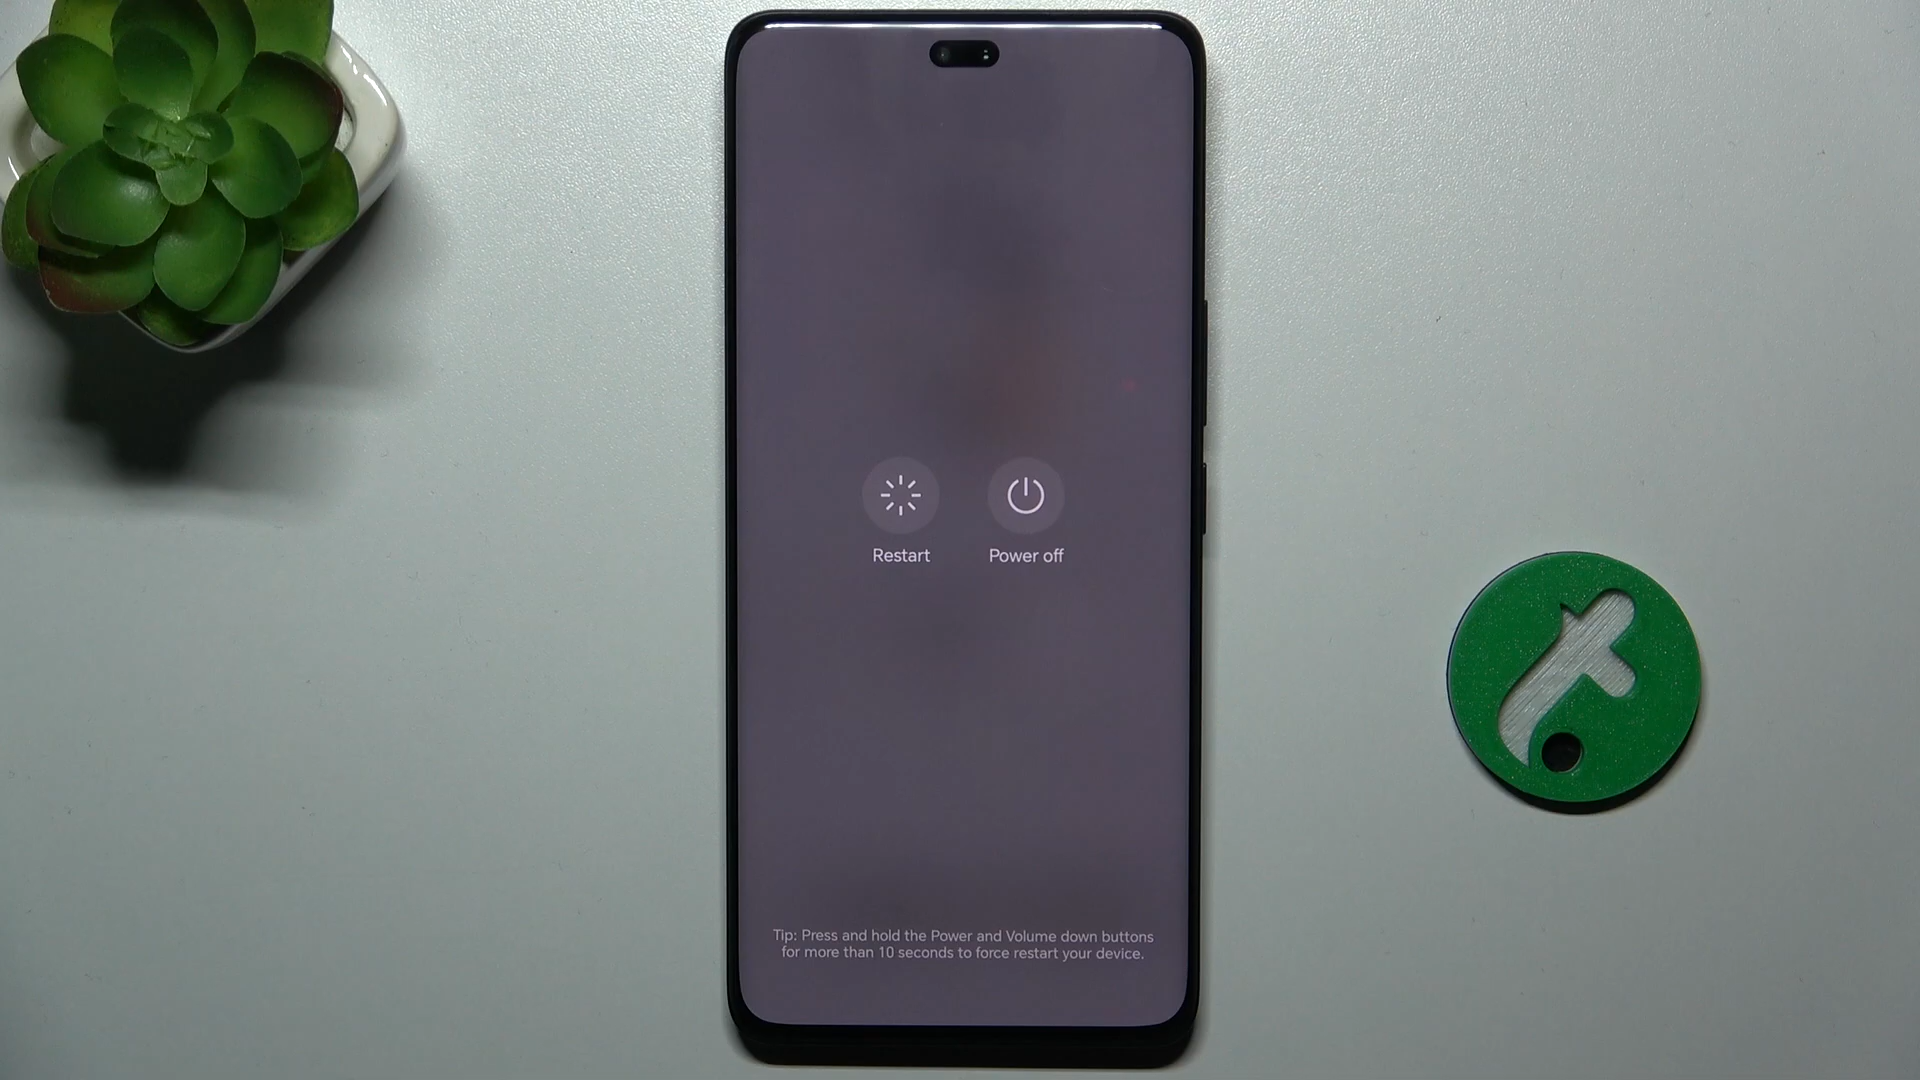 Restart
Power off
Tip: Press and hold the Power and Volume down buttons
for more than 10 seconds to force restart your device.